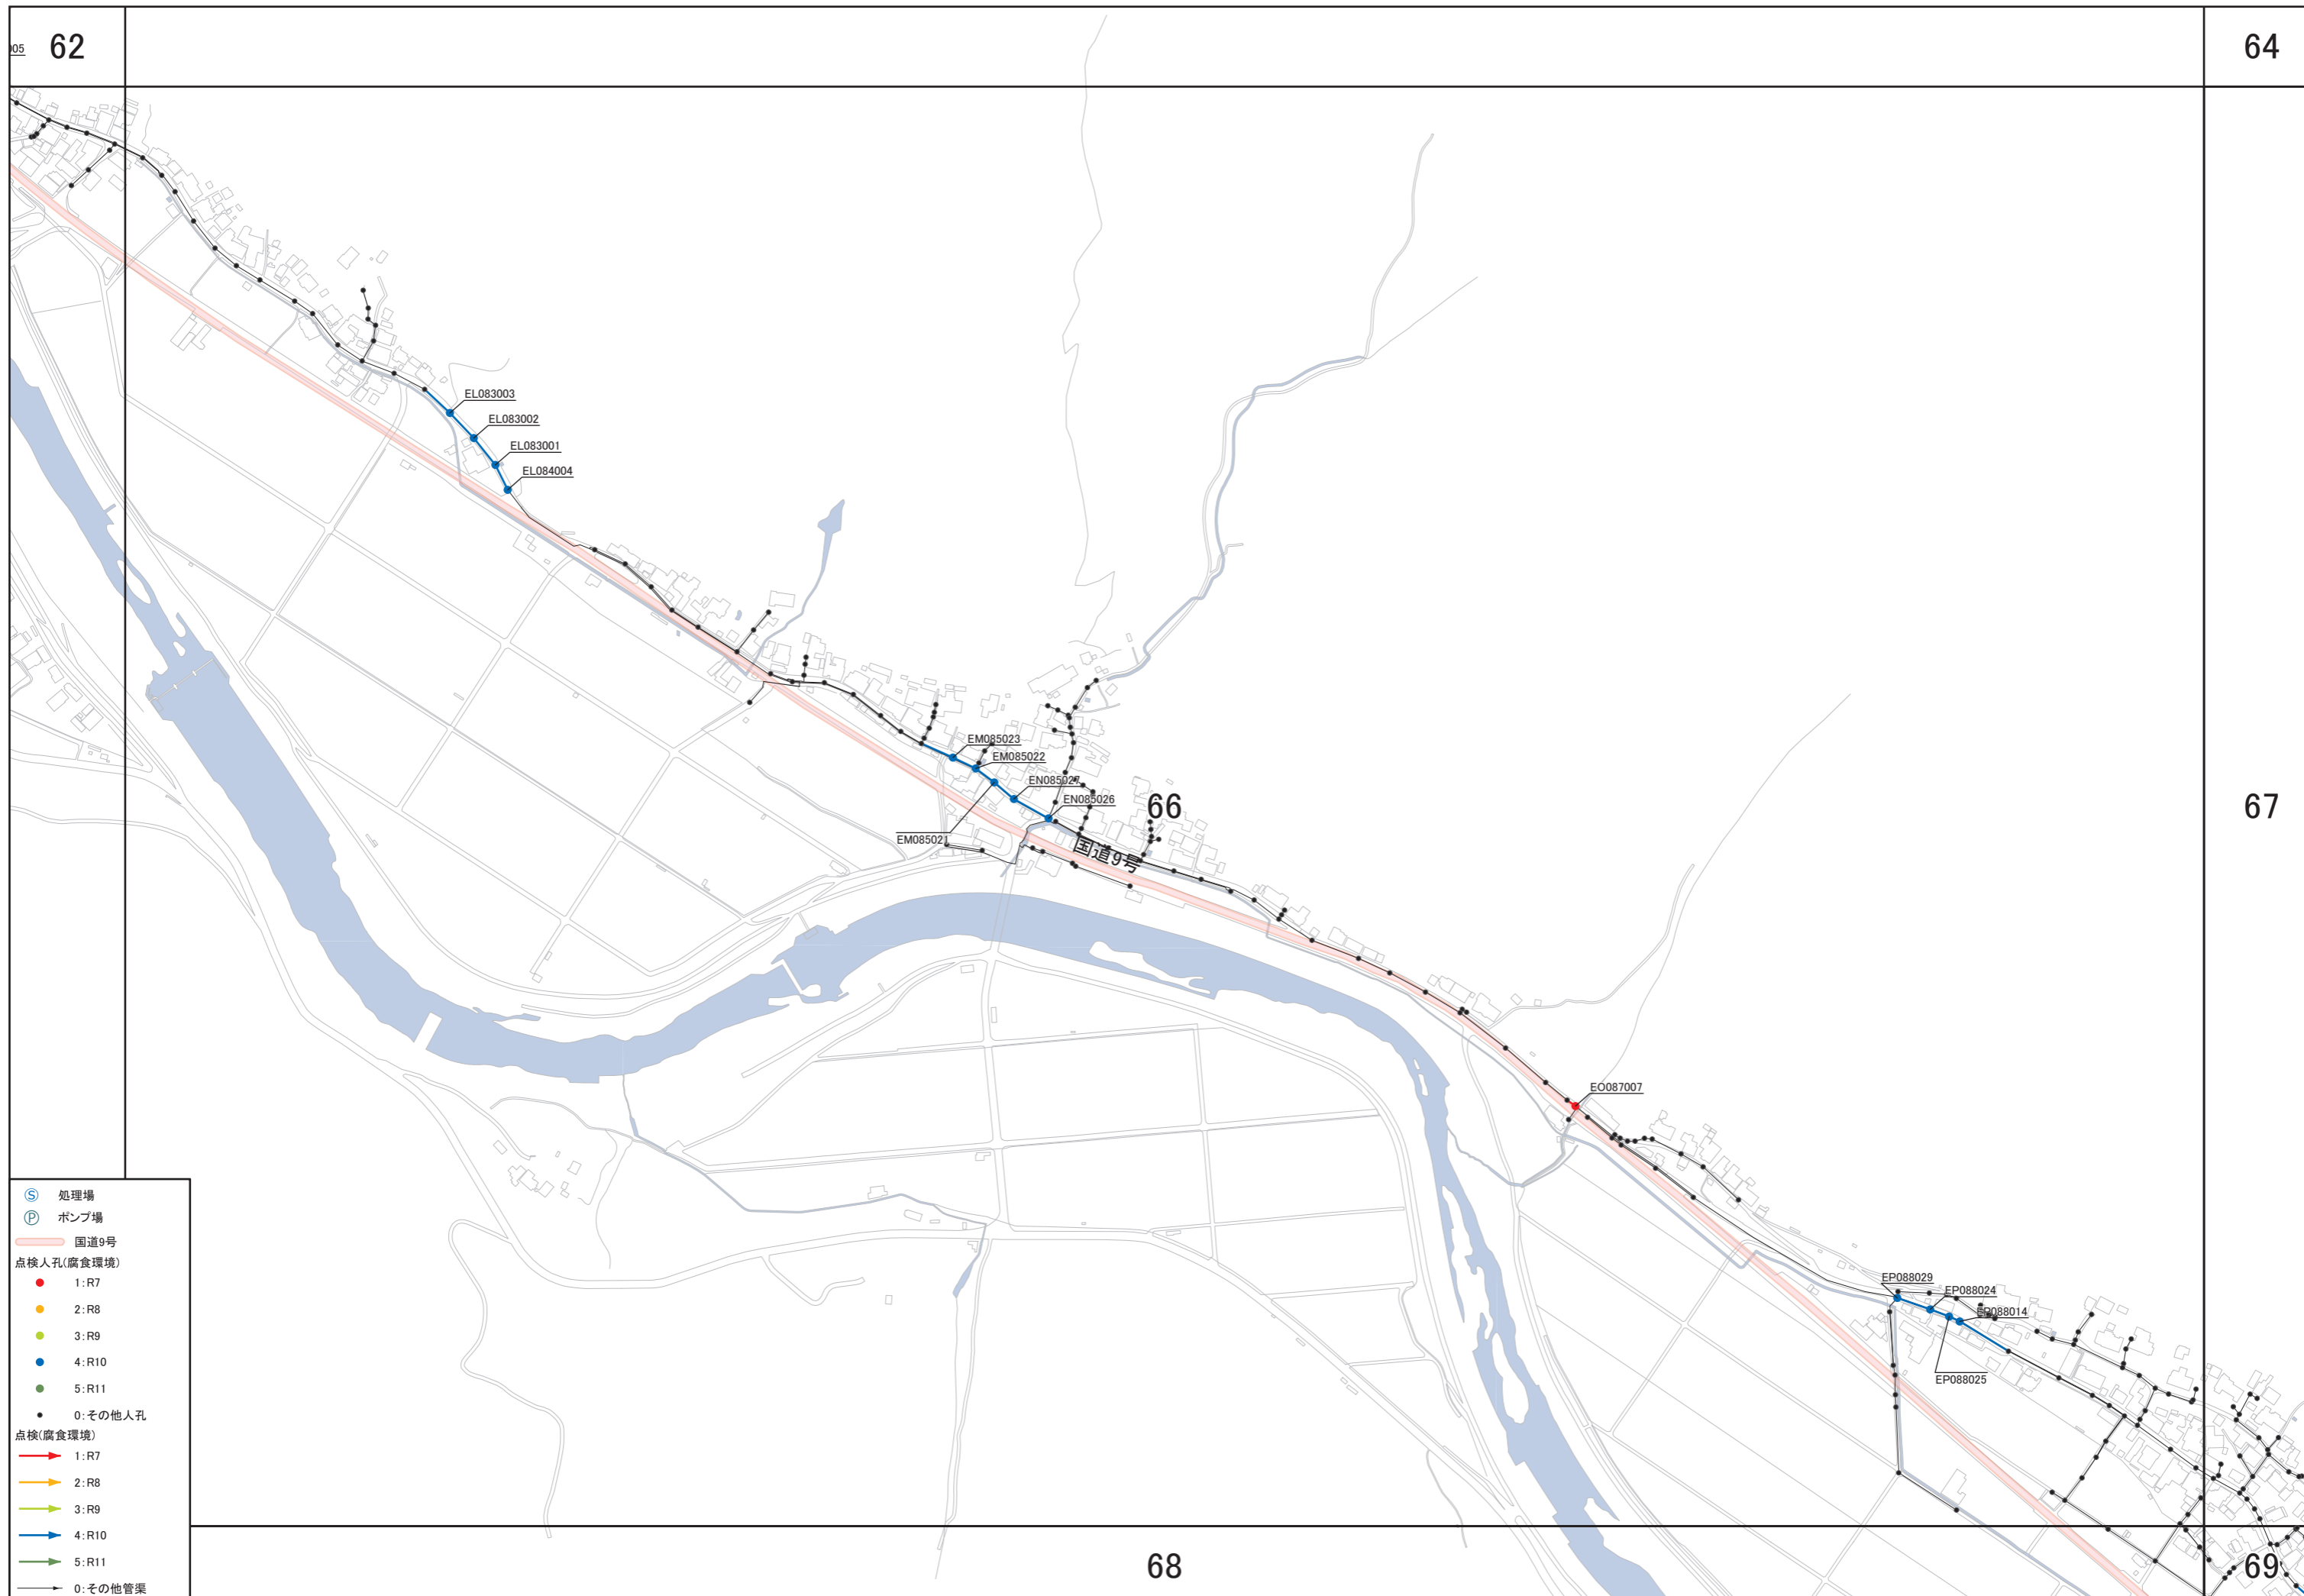 005
62
64
EL083003
EL083002
EL083001
EL084004
EM085023
EM085022
EN085027
EN085026
66
67
EM085021
国道9号
EO087007
EP088029
EP088024
EP088014
EP088025
Ⓢ 処理場
Ⓟ ポンプ場
国道9号
点検人孔(腐食環境)
1:R7
2:R8
3:R9
4:R10
5:R11
0:その他人孔
点検(腐食環境)
1:R7
2:R8
3:R9
4:R10
5:R11
0:その他管渠
68
69